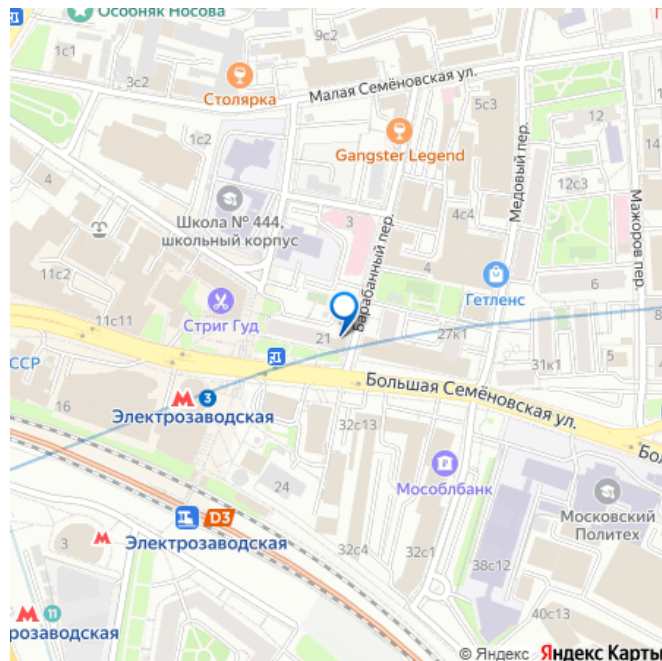 Особняк Носова
1с1
9с2
3с2
Столярка
Малая Семёновская ул.
5с3
Gangster Legend
1с2
12
Медовый пер.
12с3
Мажоров пер.
4
Школа № 444,
школьный корпус
3
4с4
Барабанный пер.
4
11с2
Гетленс
6
11с11
Стриг Гуд
21
27к1
8
31к1
ССР
16
3
Электрозаводская
Большая Семёновская ул.
32с13
Мособлбанк
24
Московский
Политех
D3
Электрозаводская
3
32с4
32с1
38с12
11
розаводская
40с13
© Яндекс Яндекс Карты